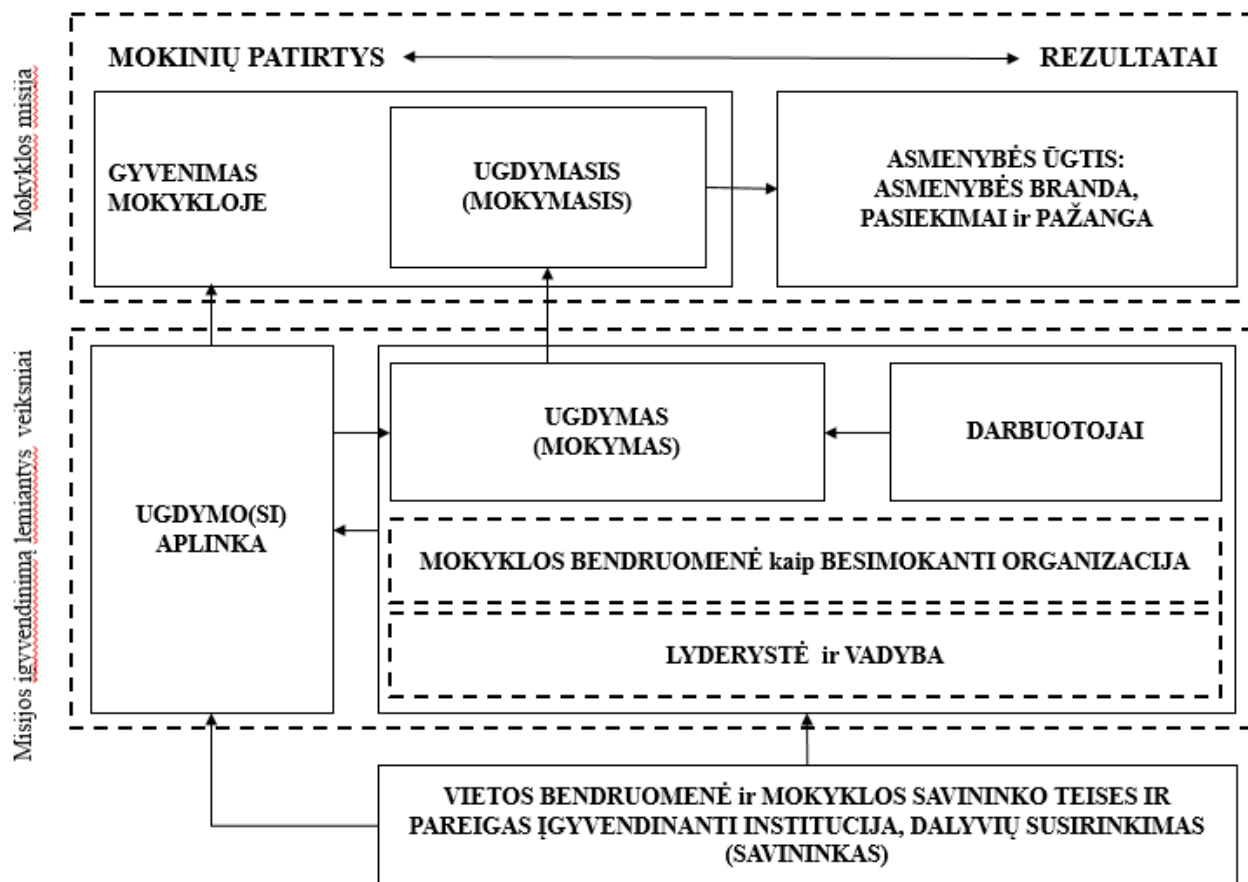 Mokyklos misija
MOKINIŲ PATIRTYS
REZULTATAI
GYVENIMAS
MOKYKLOJE
UGDYMASIS
(MOKYMASIS)
ASMENYBĖS ŪGTIS:
ASMENYBĖS BRANDA,
PASIEKIMAI ir PAŽANGA
Misijos įgyvendinimą lemiantys veiksniai
UGDYMO(SI)
APLINKA
UGDYMAS
(MOKYMAS)
DARBUOTOJAI
MOKYKLOS BENDRUOMENĖ kaip BESIMOKANTI ORGANIZACIJA
LYDERYSTĖ ir VADYBA
VIETOS BENDRUOMENĖ ir MOKYKLOS SAVININKO TEISES IR
PAREIGAS ĮGYVENDINANTI INSTITUCIJA, DALYVIŲ SUSIRINKIMAS
(SAVININKAS)